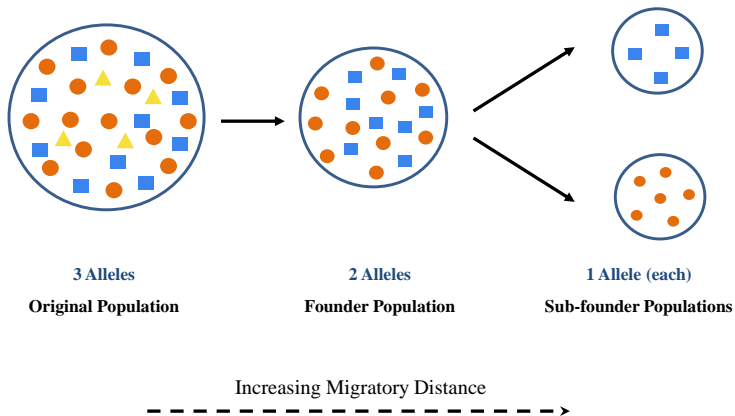 3 Alleles
2 Alleles
1 Allele (each)
Original Population
Founder Population
Sub-founder Populations
Increasing Migratory Distance